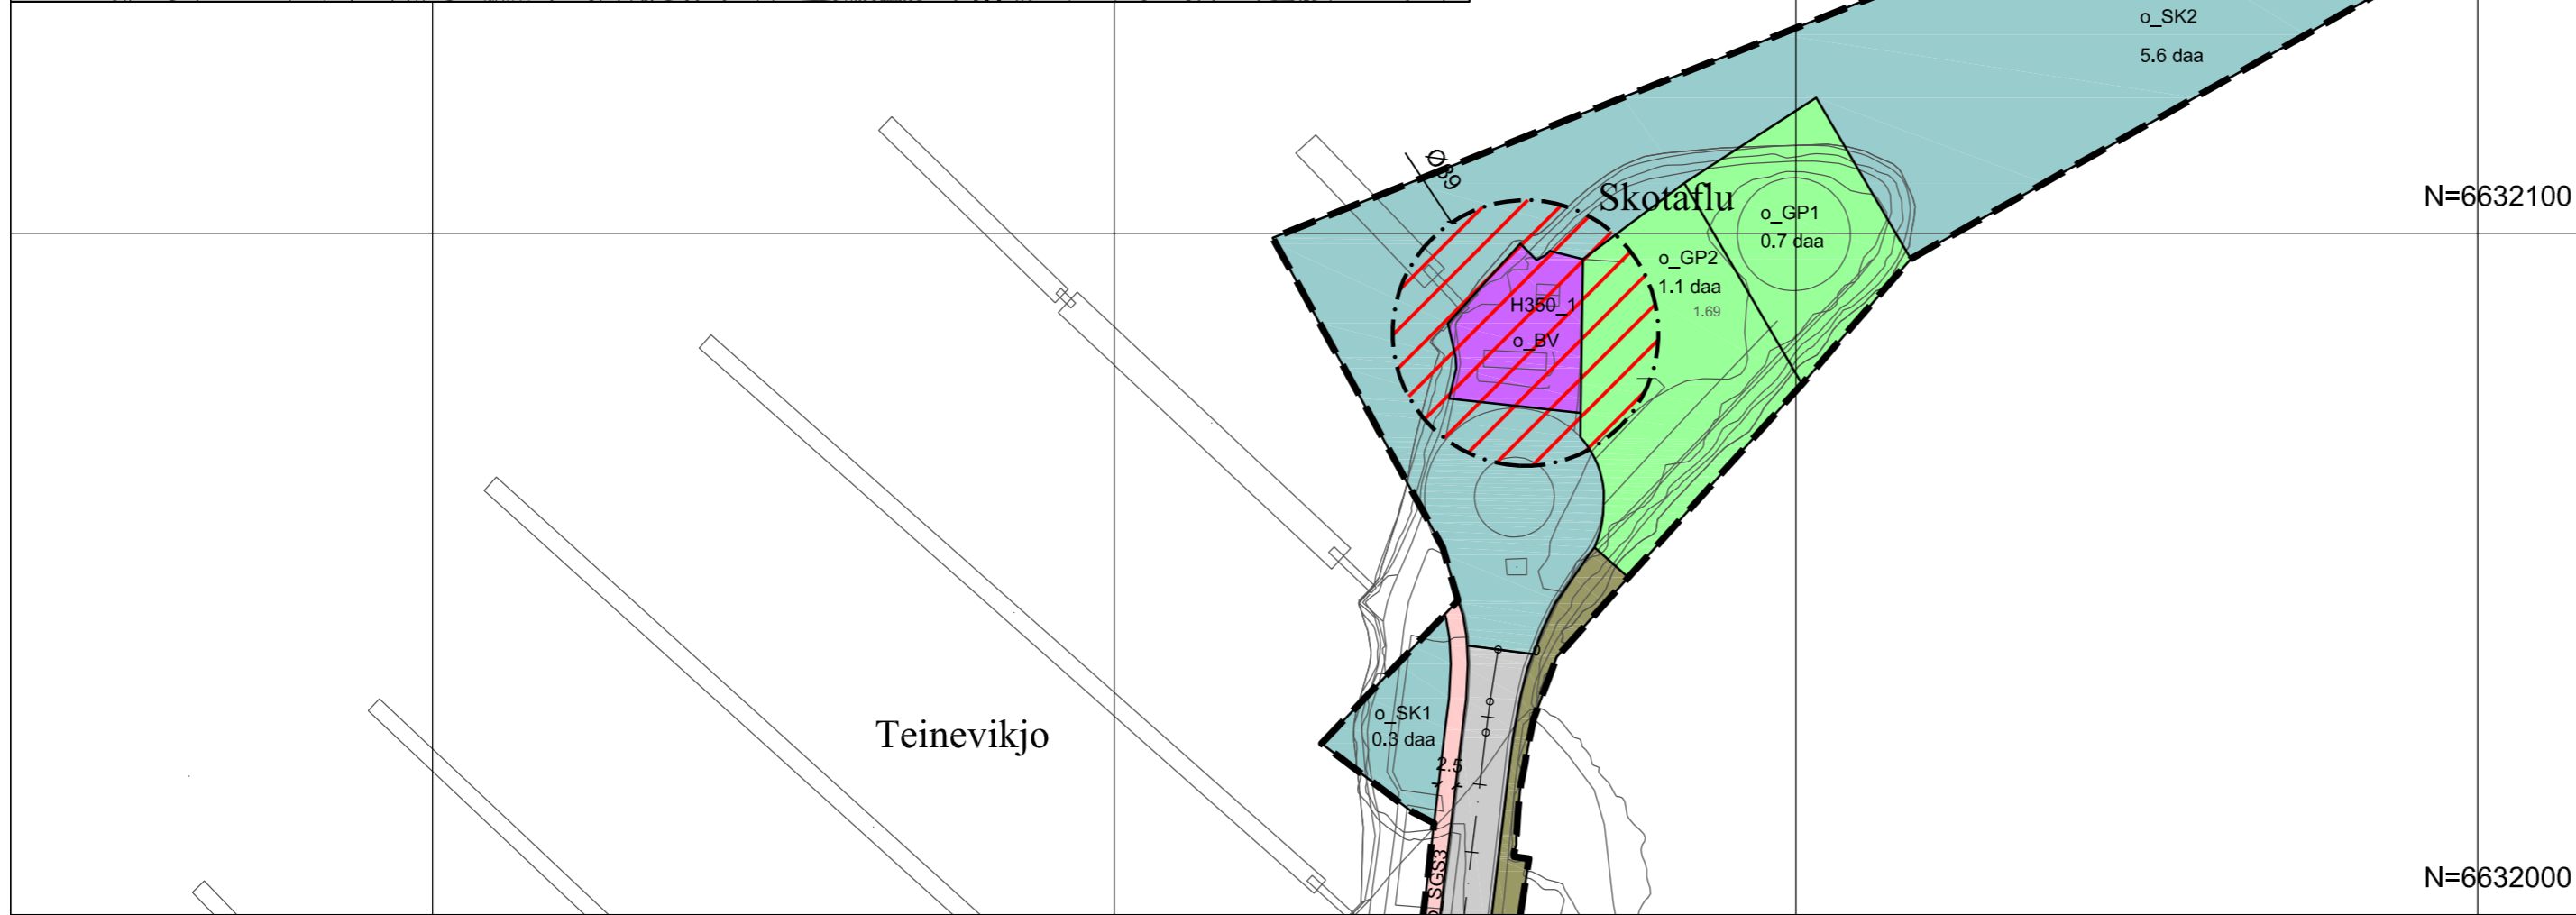 o_SK2
5.6 daa
Ø39
Skotaflu
N=6632100
o_GP1
0.7 daa
o_GP2
1.1 daa
1.69
H350_1
o_BV
o_SK1
0.3 daa
Teinevikjo
2.5
SGS3
N=6632000